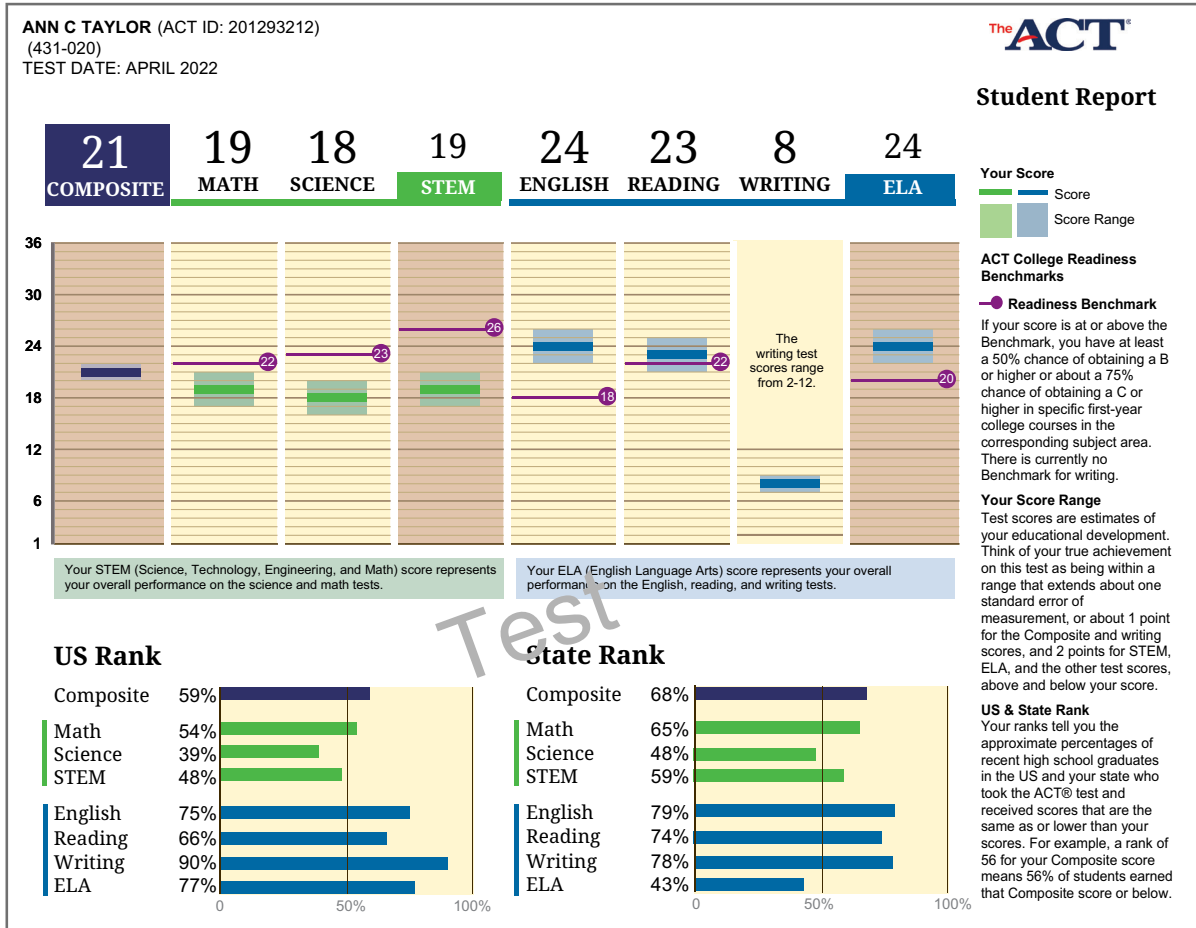 ANN C TAYLOR (ACT ID: 201293212)
(431-020)
TEST DATE: APRIL 2022
The ACT®
Student Report
21
COMPOSITE
19
MATH
18
SCIENCE
19
STEM
24
ENGLISH
23
READING
8
WRITING
24
ELA
36
30
24
18
12
6
1
22
23
26
18
22
The
writing test
scores range
from 2-12.
20
Your STEM (Science, Technology, Engineering, and Math) score represents
your overall performance on the science and math tests.
Your ELA (English Language Arts) score represents your overall
performance on the English, reading, and writing tests.
Test
US Rank
Composite 59%
Math 54%
Science 39%
STEM 48%
English 75%
Reading 66%
Writing 90%
ELA 77%
0 50% 100%
State Rank
Composite 68%
Math 65%
Science 48%
STEM 59%
English 79%
Reading 74%
Writing 78%
ELA 43%
0 50% 100%
Your Score
Score
Score Range
ACT College Readiness
Benchmarks
Readiness Benchmark
If your score is at or above the
Benchmark, you have at least
a 50% chance of obtaining a B
or higher or about a 75%
chance of obtaining a C or
higher in specific first-year
college courses in the
corresponding subject area.
There is currently no
Benchmark for writing.
Your Score Range
Test scores are estimates of
your educational development.
Think of your true achievement
on this test as being within a
range that extends about one
standard error of
measurement, or about 1 point
for the Composite and writing
scores, and 2 points for STEM,
ELA, and the other test scores,
above and below your score.
US & State Rank
Your ranks tell you the
approximate percentages of
recent high school graduates
in the US and your state who
took the ACT® test and
received scores that are the
same as or lower than your
scores. For example, a rank of
56 for your Composite score
means 56% of students earned
that Composite score or below.